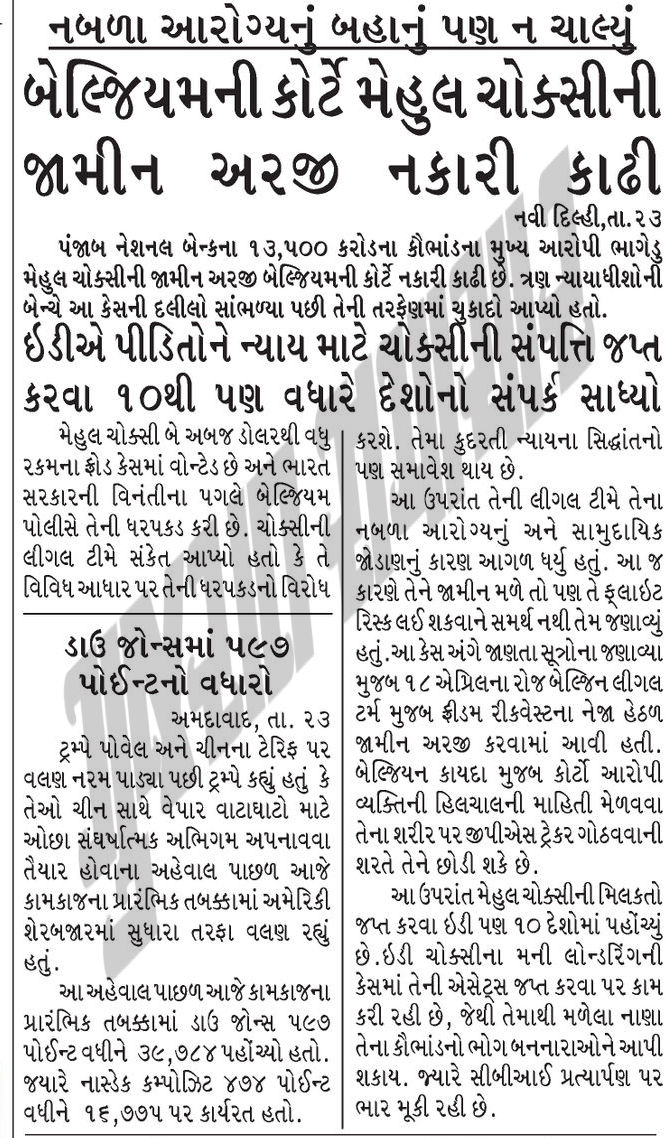 નબળા આરોગ્યનું બહાનું પણ ન ચાલ્યું
બેલ્જિયમની કોર્ટે મેહુલ ચોક્સીની
જામીન અરજી નકારી કાઢી
નવી દિલ્હી,તા.૨૩
પંજાબ નેશનલ બેન્કના ૧૩,૫૦૦ કરોડના કૌભાંડના મુખ્ય આરોપી ભાગેડુ
મેહુલ ચોક્સીની જામીન અરજી બેલ્જિયમની કોર્ટે નકારી કાઢી છે. ત્રણ ન્યાયાધીશોની
બેન્ચે આ કેસની દલીલો સાંભળ્યા પછી તેની તરફેણમાં ચુકાદો આપ્યો હતો.
ઇડીએ પીડિતોને ન્યાય માટે ચોક્સીની સંપત્તિ જપ્ત
કરવા ૧૦થી પણ વધારે દેશોનો સંપર્ક સાધ્યો
મેહુલ ચોક્સી બે અબજ ડોલરથી વધુ
રકમના ફ્રોડ કેસમાં વોન્ટેડ છે અને ભારત
સરકારની વિનંતીના પગલે બેલ્જિયમ
પોલીસે તેની ધરપકડ કરી છે. ચોક્સીની
લીગલ ટીમે સંકેત આપ્યો હતો કે તે
વિવિધ આધાર પર તેની ધરપકડનો વિરોધ
કરશે. તેમા કુદરતી ન્યાયના સિદ્ધાંતનો
પણ સમાવેશ થાય છે.
આ ઉપરાંત તેની લીગલ ટીમે તેના
નબળા આરોગ્યનું અને સામુદાયિક
જોડાણનું કારણ આગળ ધર્યુ હતું. આ જ
કારણે તેને જામીન મળે તો પણ તે ફ્લાઇટ
રિસ્ક લઈ શકવાને સમર્થ નથી તેમ જણાવ્યું
હતું.આ કેસ અંગે જાણતા સૂત્રોના જણાવ્યા
મુજબ ૧૮ એપ્રિલના રોજ બેલ્જિન લીગલ
ટર્મ મુજબ ફ્રીડમ રીકવેસ્ટના નેજા હેઠળ
જામીન અરજી કરવામાં આવી હતી.
બેલ્જિયન કાયદા મુજબ કોર્ટો આરોપી
વ્યક્તિની હિલચાલની માહિતી મેળવવા
તેના શરીર પર જીપીએસ ટ્રેકર ગોઠવવાની
શરતે તેને છોડી શકે છે.
આ ઉપરાંત મેહુલ ચોક્સીની મિલકતો
જપ્ત કરવા ઇડી પણ ૧૦ દેશોમાં પહોંચ્યું
છે.ઇડી ચોક્સીના મની લોન્ડરિંગની
કેસમાં તેની એસેટ્સ જપ્ત કરવા પર કામ
કરી રહી છે, જેથી તેમાથી મળેલા નાણા
તેના કૌભાંડનો ભોગ બનનારાઓને આપી
શકાય. જ્યારે સીબીઆઈ પ્રત્યાર્પણ પર
ભાર મૂકી રહી છે.
ડાઉ જોન્સમાં ૫૯૭
પોઈન્ટનો વધારો
અમદાવાદ, તા. ૨૩
ટ્રમ્પે પોવેલ અને ચીનના ટેરિફ પર
વલણ નરમ પાડ્યા પછી ટ્રમ્પે કહ્યું હતું કે
તેઓ ચીન સાથે વેપાર વાટાઘાટો માટે
ઓછા સંઘર્ષાત્મક અભિગમ અપનાવવા
તૈયાર હોવાના અહેવાલ પાછળ આજે
કામકાજના પ્રારંભિક તબક્કામાં અમેરિકી
શેરબજારમાં સુધારા તરફા વલણ રહ્યું
હતું.
આ અહેવાલ પાછળ આજે કામકાજના
પ્રારંભિક તબક્કામાં ડાઉ જોન્સ ૫૯૭
પોઈન્ટ વધીને ૩૯,૭૮૪ પહોંચ્યો હતો.
જયારે નાસ્ડેક કમ્પોઝિટ ૪૭૪ પોઈન્ટ
વધીને ૧૬,૭૭૫ પર કાર્યરત હતો.